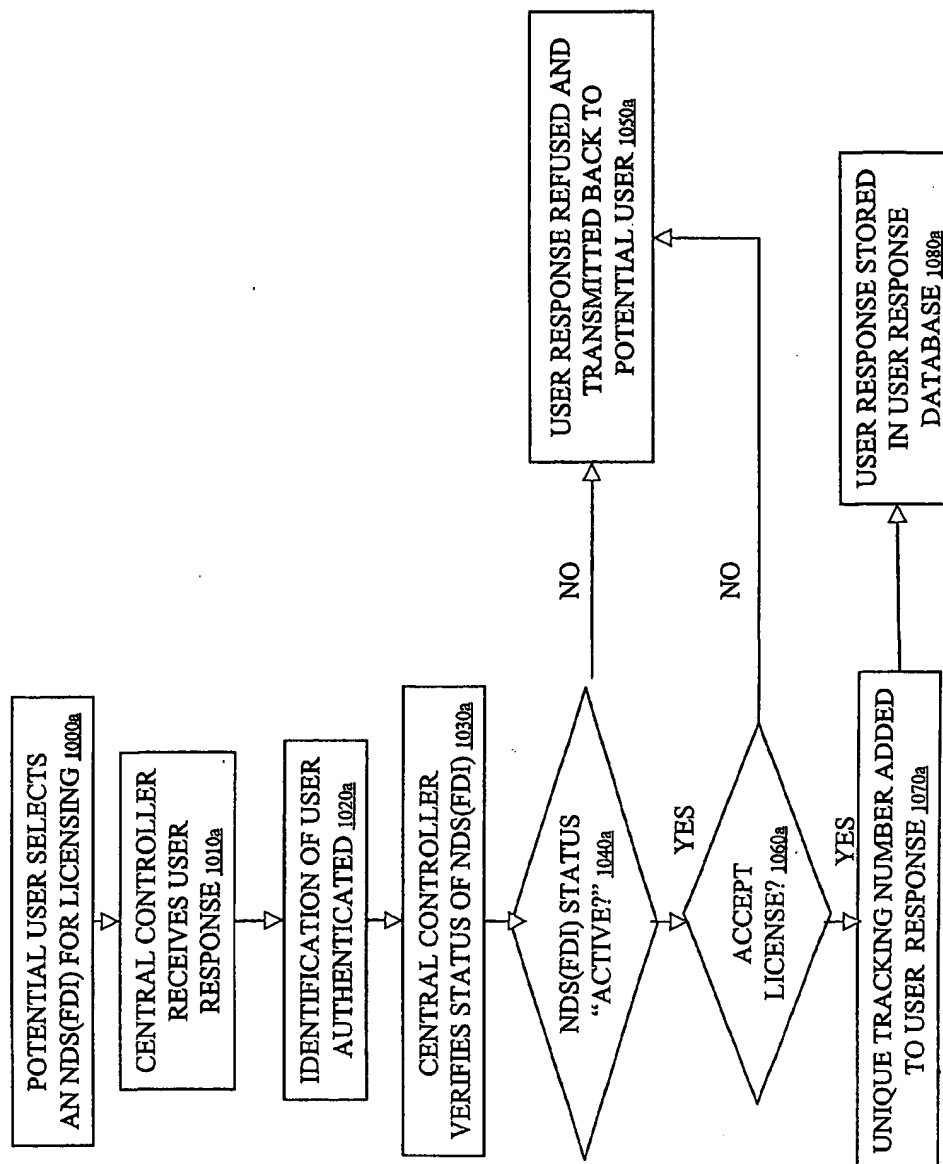 POTENTIAL USER SELECTS
AN NDS(FDI) FOR LICENSING 1000a
CENTRAL CONTROLLER
RECEIVES USER
RESPONSE 1010a
IDENTIFICATION OF USER
AUTHENTICATED 1020a
CENTRAL CONTROLLER
VERIFIES STATUS OF NDS(FDI) 1030a
NDS(FDI) STATUS
“ACTIVE?” 1040a
NO
USER RESPONSE REFUSED AND
TRANSMITTED BACK TO
POTENTIAL USER 1050a
YES
ACCEPT
LICENSE? 1060a
NO
YES
UNIQUE TRACKING NUMBER ADDED
TO USER RESPONSE 1070a
USER RESPONSE STORED
IN USER RESPONSE
DATABASE 1080a